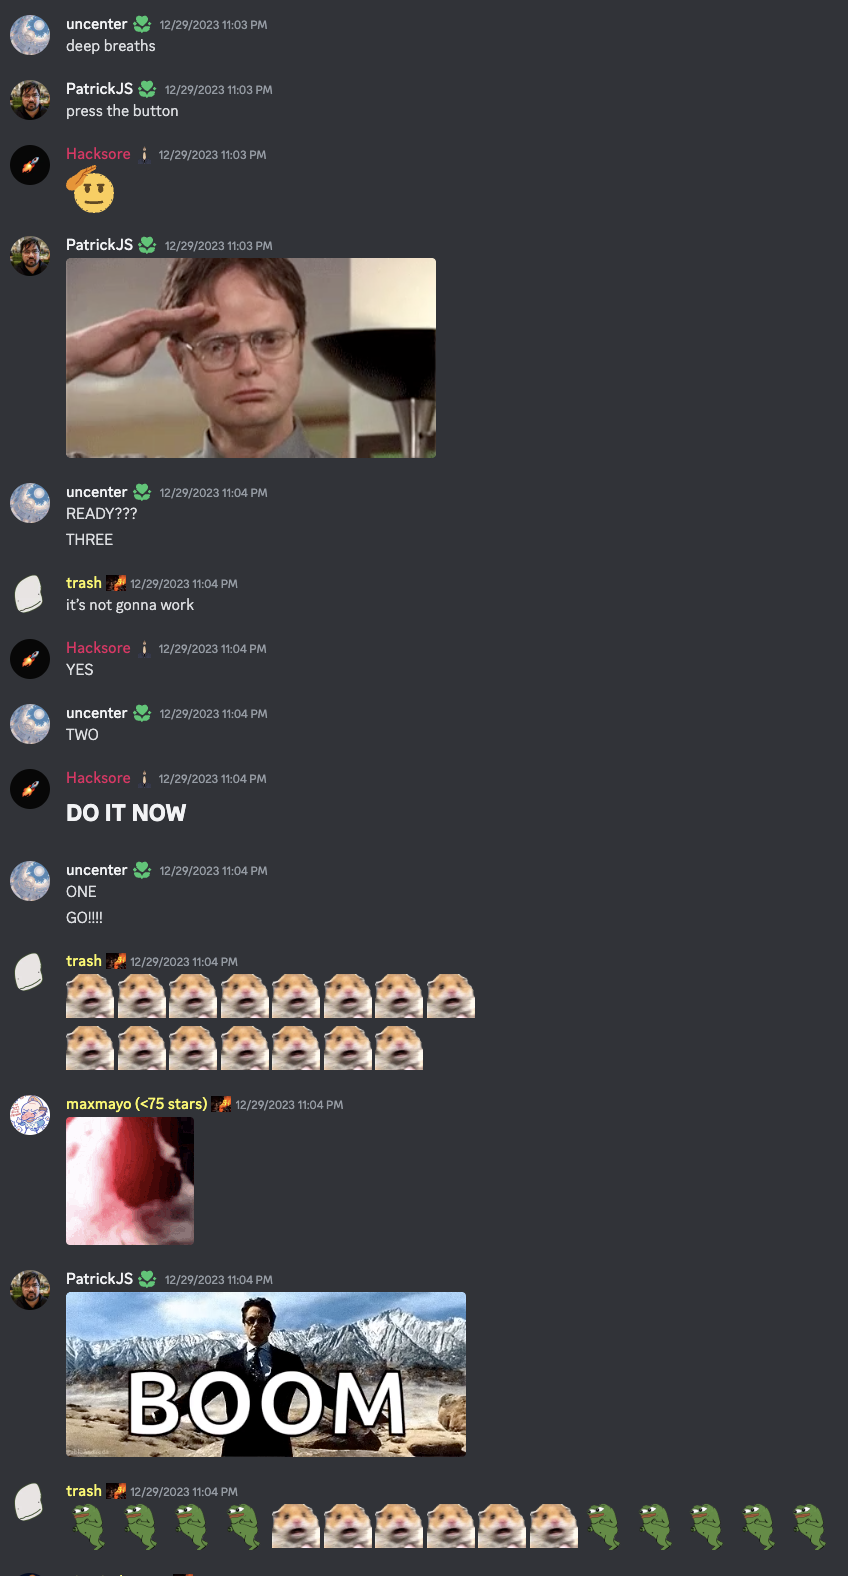 uncenter 12/29/2023 11:03 PM
deep breaths
PatrickJS 12/29/2023 11:03 PM
press the button
Hacksore 12/29/2023 11:03 PM
PatrickJS 12/29/2023 11:03 PM
uncenter 12/29/2023 11:04 PM
READY???
THREE
trash 12/29/2023 11:04 PM
it's not gonna work
Hacksore 12/29/2023 11:04 PM
YES
uncenter 12/29/2023 11:04 PM
TWO
Hacksore 12/29/2023 11:04 PM
DO IT NOW
uncenter 12/29/2023 11:04 PM
ONE
GO!!!!
trash 12/29/2023 11:04 PM
maxmayo (<75 stars) 12/29/2023 11:04 PM
PatrickJS 12/29/2023 11:04 PM
BOOM
trash 12/29/2023 11:04 PM